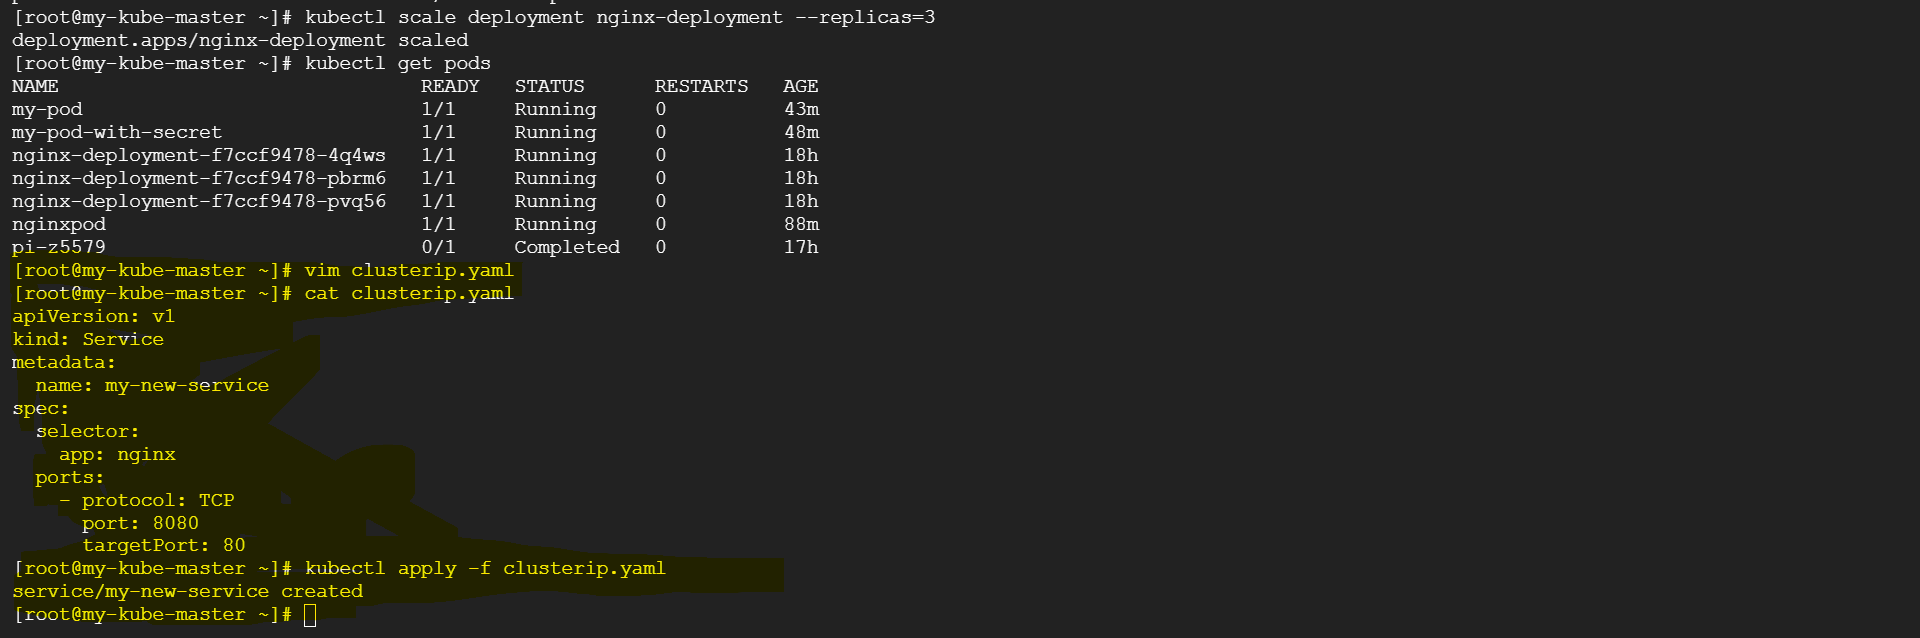 [root@my-kube-master ~]# kubectl scale deployment nginx-deployment --replicas=3
deployment.apps/nginx-deployment scaled
[root@my-kube-master ~]# kubectl get pods
NAME                               READY   STATUS      RESTARTS   AGE
my-pod                             1/1     Running     0          43m
my-pod-with-secret                 1/1     Running     0          48m
nginx-deployment-f7ccf9478-4q4ws   1/1     Running     0          18h
nginx-deployment-f7ccf9478-pbrm6   1/1     Running     0          18h
nginx-deployment-f7ccf9478-pvq56   1/1     Running     0          18h
nginxpod                           1/1     Running     0          88m
pi-z5579                           0/1     Completed   0          17h
[root@my-kube-master ~]# vim clusterip.yaml
[root@my-kube-master ~]# cat clusterip.yaml
apiVersion: v1
kind: Service
metadata:
  name: my-new-service
spec:
  selector:
    app: nginx
  ports:
    - protocol: TCP
      port: 8080
      targetPort: 80
[root@my-kube-master ~]# kubectl apply -f clusterip.yaml
service/my-new-service created
[root@my-kube-master ~]#